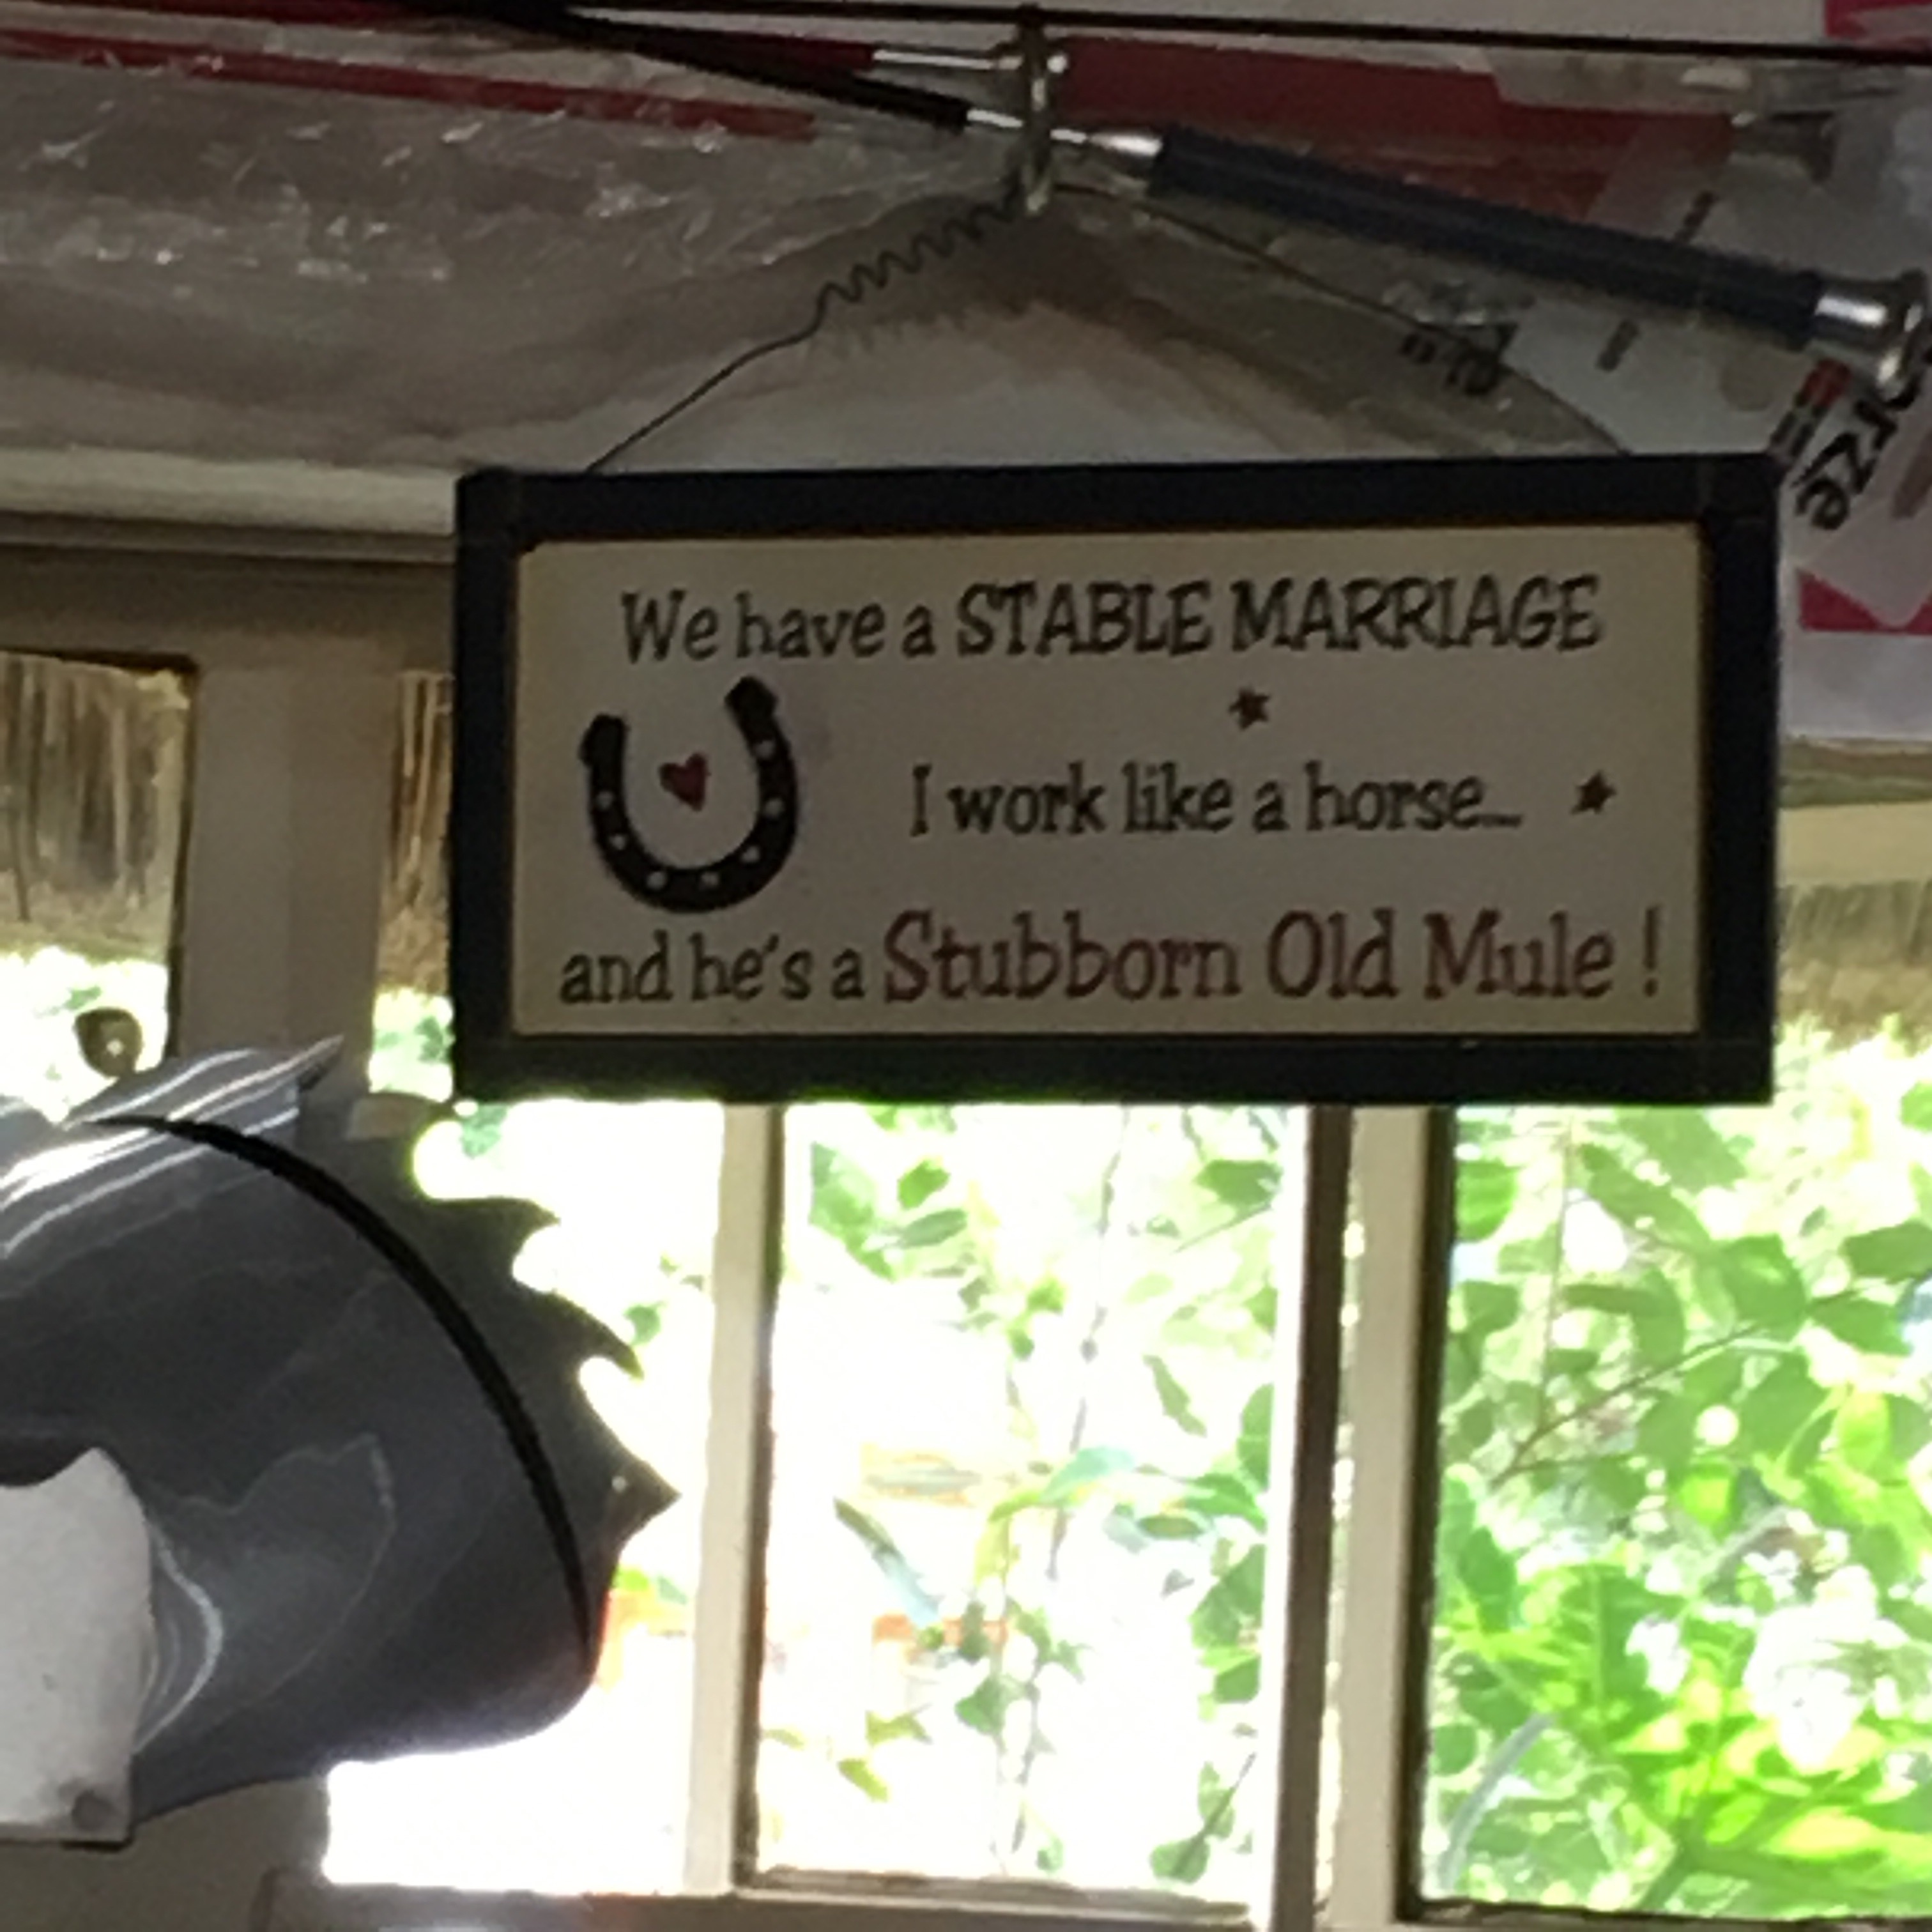 We have a STABLE MARRIAGE
I work like a horse...
and he's a Stubborn Old Mule !